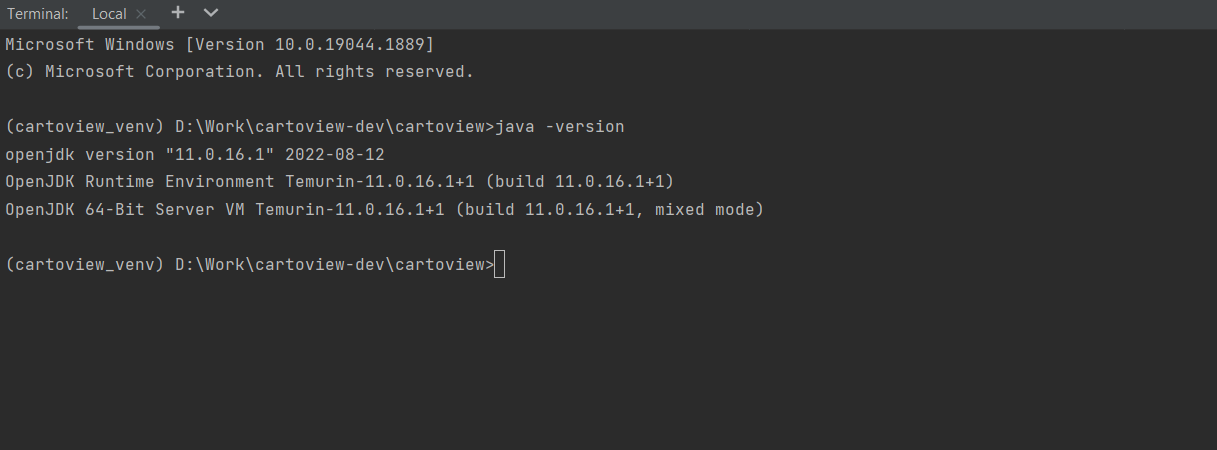 Terminal: Local
Microsoft Windows [Version 10.0.19044.1889]
(c) Microsoft Corporation. All rights reserved.
(cartoview_venv) D:\Work\cartoview-dev\cartoview>java -version
openjdk version "11.0.16.1" 2022-08-12
OpenJDK Runtime Environment Temurin-11.0.16.1+1 (build 11.0.16.1+1)
OpenJDK 64-Bit Server VM Temurin-11.0.16.1+1 (build 11.0.16.1+1, mixed mode)
(cartoview_venv) D:\Work\cartoview-dev\cartoview>